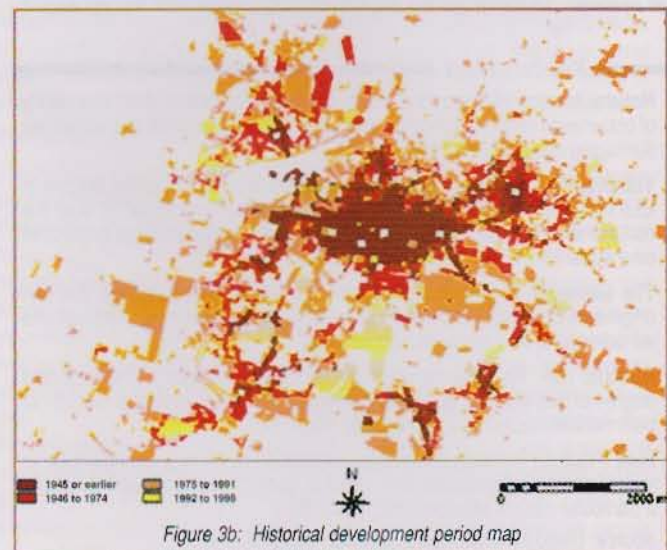 N
1945 or earlier 1975 to 1991
1946 to 1974 1992 to 1998
0 2000 m
Figure 3b: Historical development period map